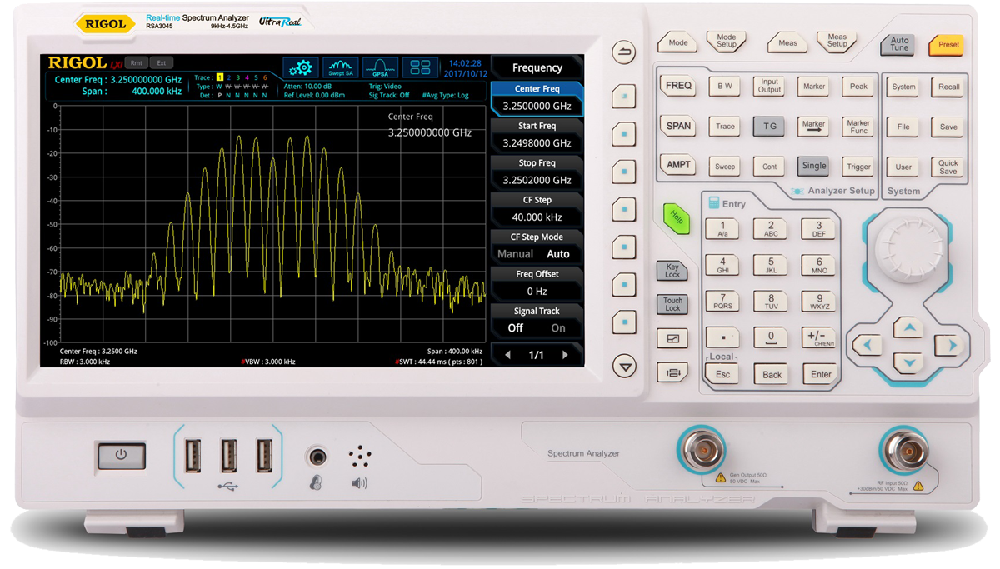 RIGOL
Real-time Spectrum Analyzer
RSA3045 9kHz-4.5GHz
UltraReal
RIGOL LXI Rmt Ext
Swept SA GPSA
14:02:28
2017/10/12
Center Freq : 3.250000000 GHz
Span : 400.000 kHz
Trace : 1 2 3 4 5 6
Type : W W W W W W
Det : P N N N N N
Atten: 10.00 dB
Ref Level: 0.00 dBm
Trig: Video
Sig Track: Off #Avg Type: Log
Center Freq
3.250000000 GHz
0
-10
-20
-30
-40
-50
-60
-70
-80
-90
-100
Center Freq : 3.2500 GHz Span : 400.00 kHz
RBW : 3.000 kHz #VBW : 3.000 kHz #SWT : 44.44 ms ( pts : 801 )
Frequency
Center Freq
3.2500000 GHz
Start Freq
3.2498000 GHz
Stop Freq
3.2502000 GHz
CF Step
40.000 kHz
CF Step Mode
Manual Auto
Freq Offset
0 Hz
Signal Track
Off On
1/1
Mode
Mode
Setup
Meas
Meas
Setup
Auto
Tune
Preset
FREQ
B W
Input
Output
Marker
Peak
System
Recall
SPAN
Trace
T G
Marker
Marker
Func
File
Save
AMPT
Sweep
Cont
Single
Trigger
User
Quick
Save
Analyzer Setup
System
Help
Entry
1
A/a
2
ABC
3
DEF
Key
Lock
4
GHI
5
JKL
6
MNO
Touch
Lock
7
PQRS
8
TUV
9
WXYZ
.
0
+/-
CH/EN/1
Local
Esc
Back
Enter
Spectrum Analyzer
Gen Output 50Ω
50 VDC Max
RF Input 50Ω
+30dBm/50 VDC Max
SPECTRUM ANALYZER